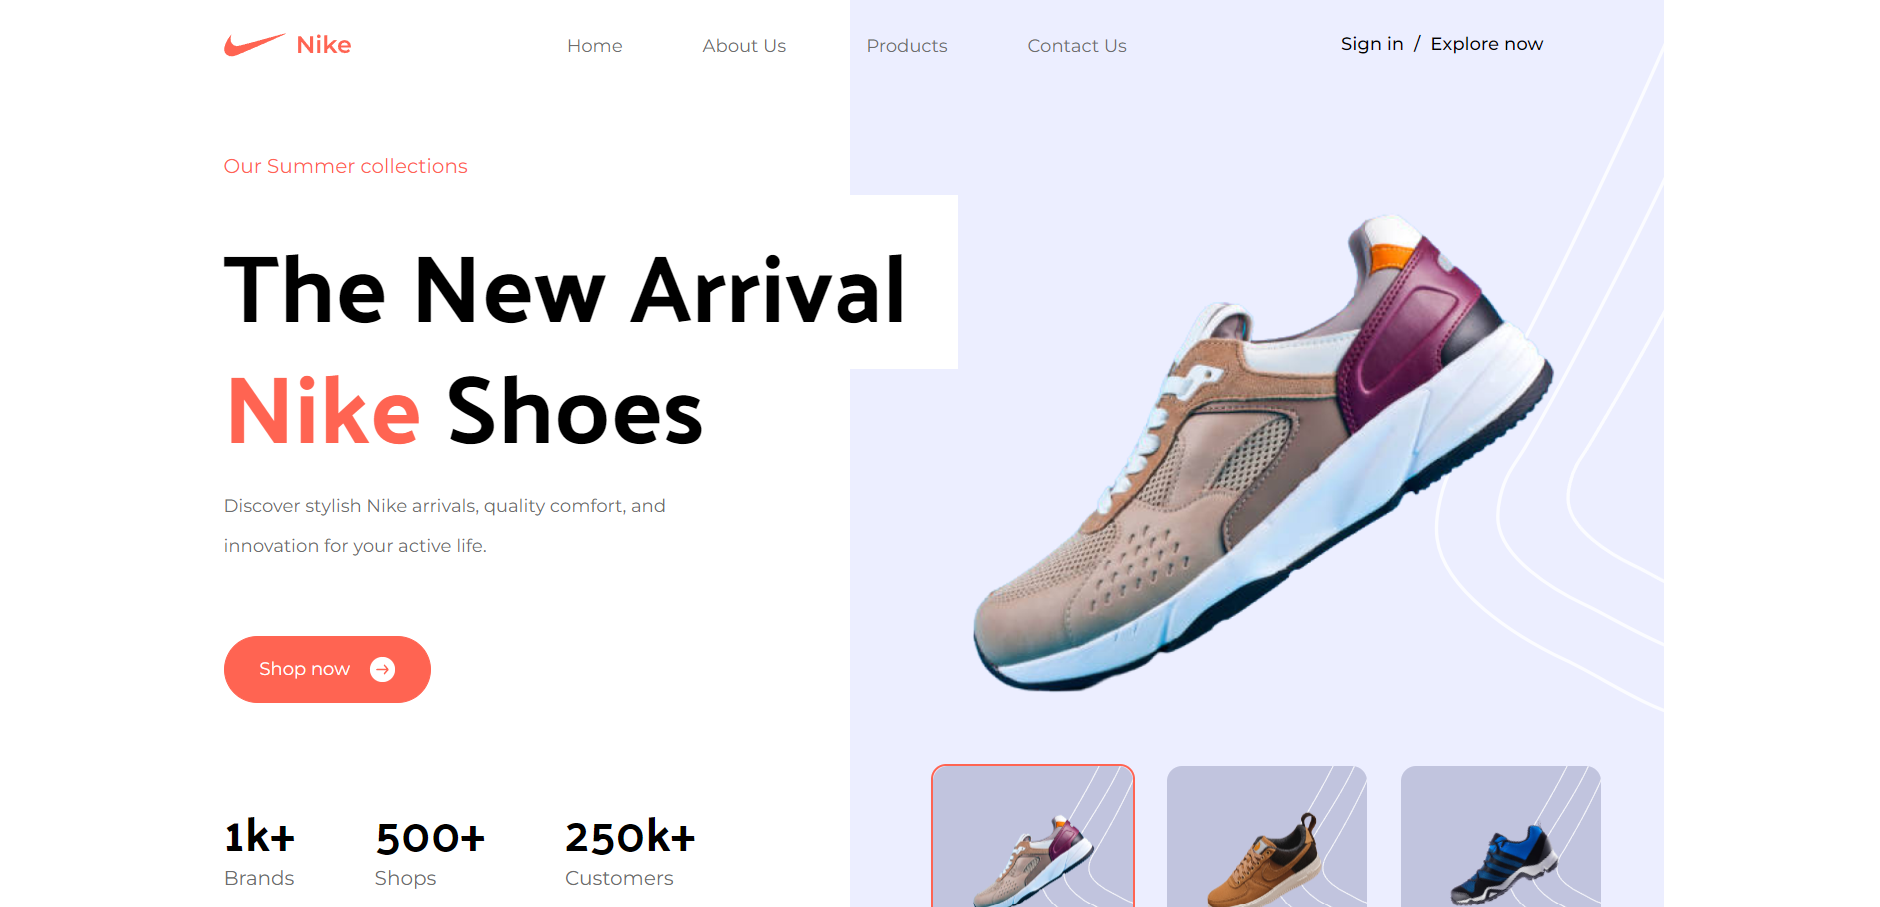 Nike
Home
About Us
Products
Contact Us
Sign in / Explore now
Our Summer collections
The New Arrival
Nike Shoes
Discover stylish Nike arrivals, quality comfort, and
innovation for your active life.
Shop now
1k+
Brands
500+
Shops
250k+
Customers